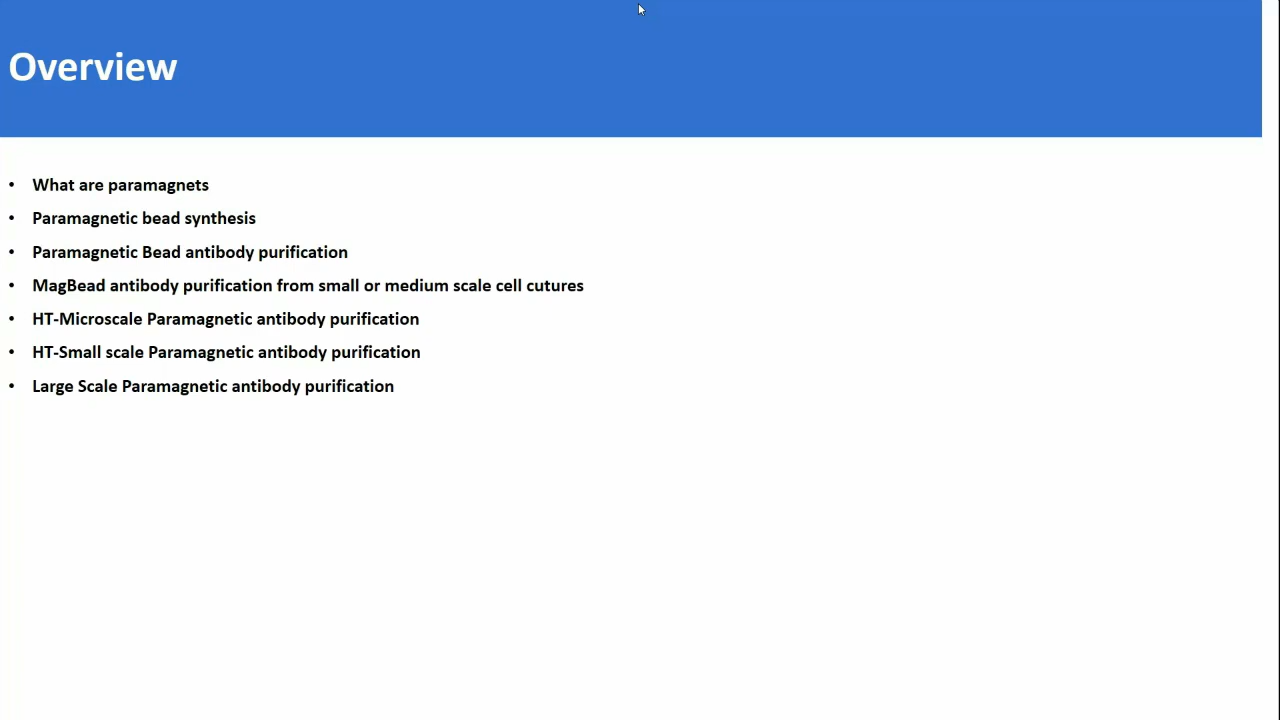 Overview
• What are paramagnets
• Paramagnetic bead synthesis
• Paramagnetic Bead antibody purification
• MagBead antibody purification from small or medium scale cell cutures
• HT-Microscale Paramagnetic antibody purification
• HT-Small scale Paramagnetic antibody purification
• Large Scale Paramagnetic antibody purification